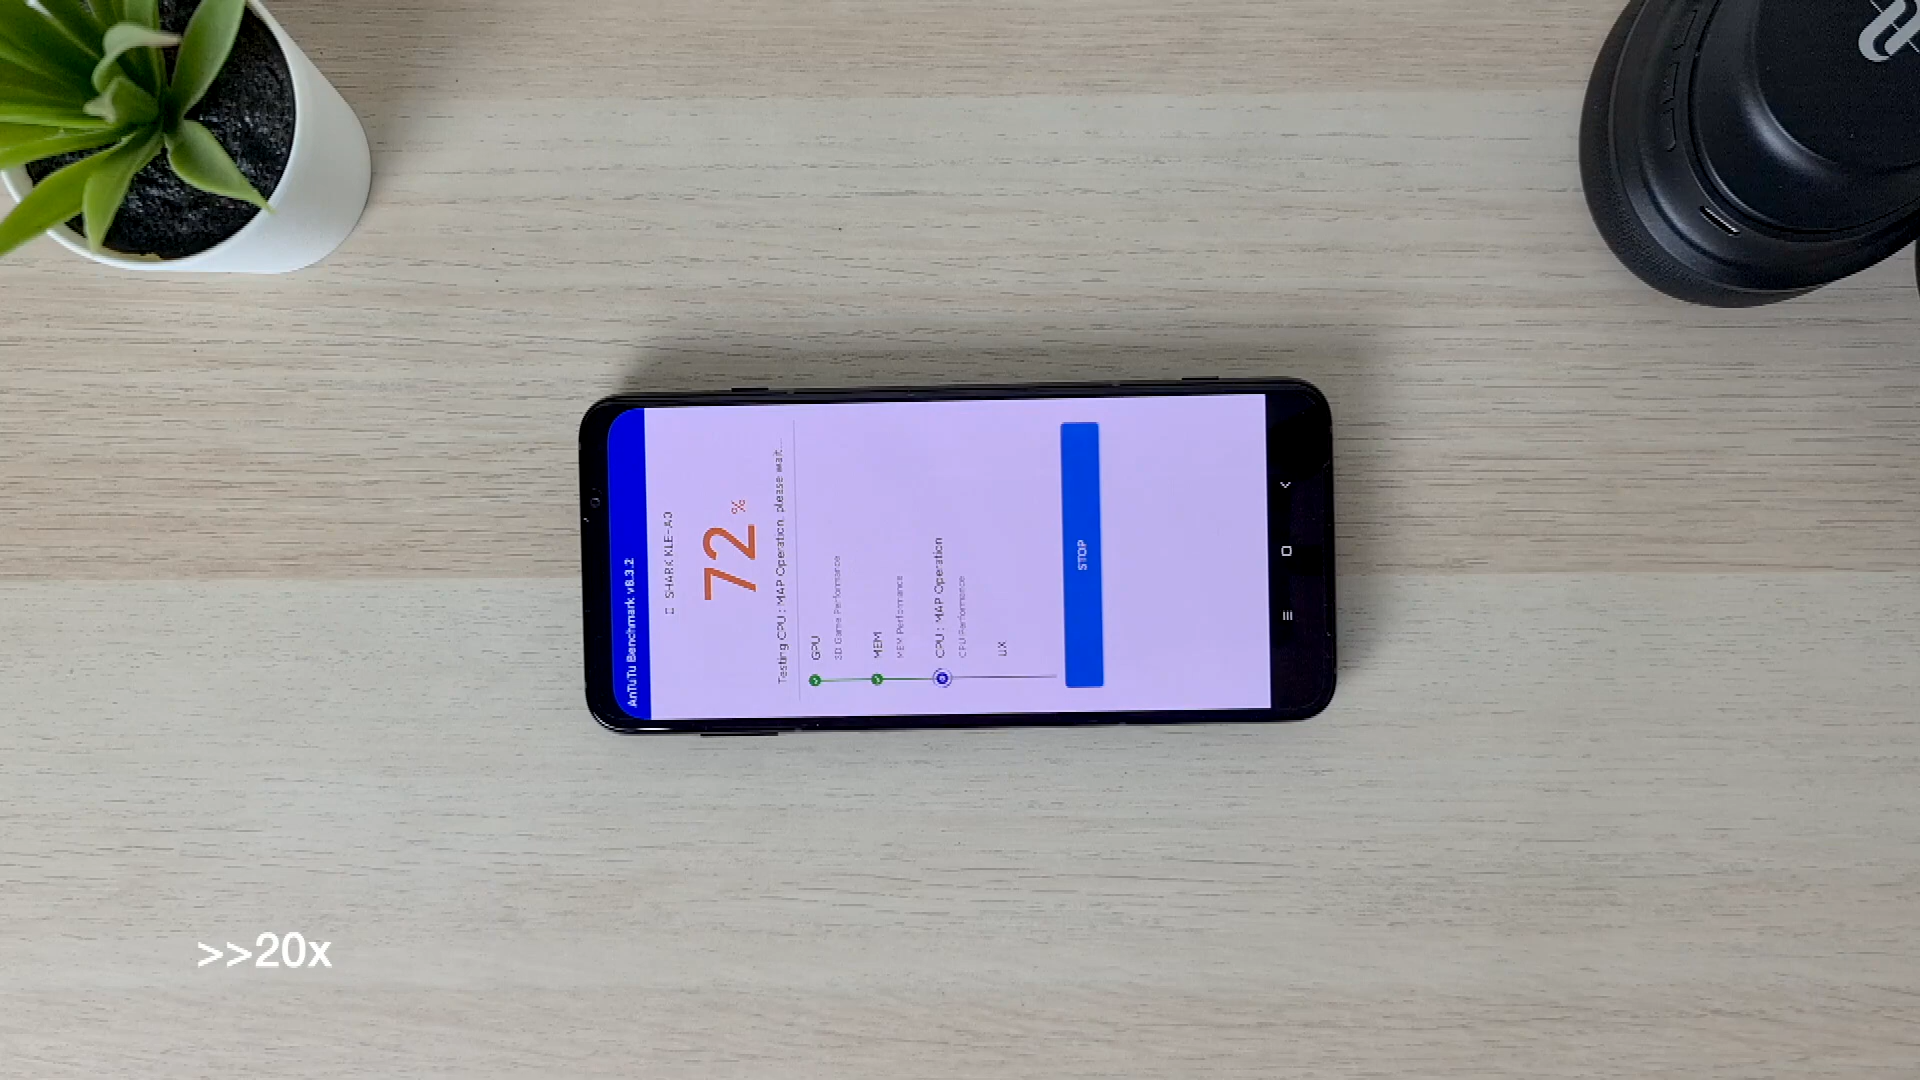 AnTuTu Benchmark v8.3.2
SHARK KLE-A0
72 %
Testing CPU : MAP Operation, please wait...
GPU
3D Game Performance
MEM
MEM Performance
CPU : MAP Operation
CPU Performance
UX
STOP
>>20x